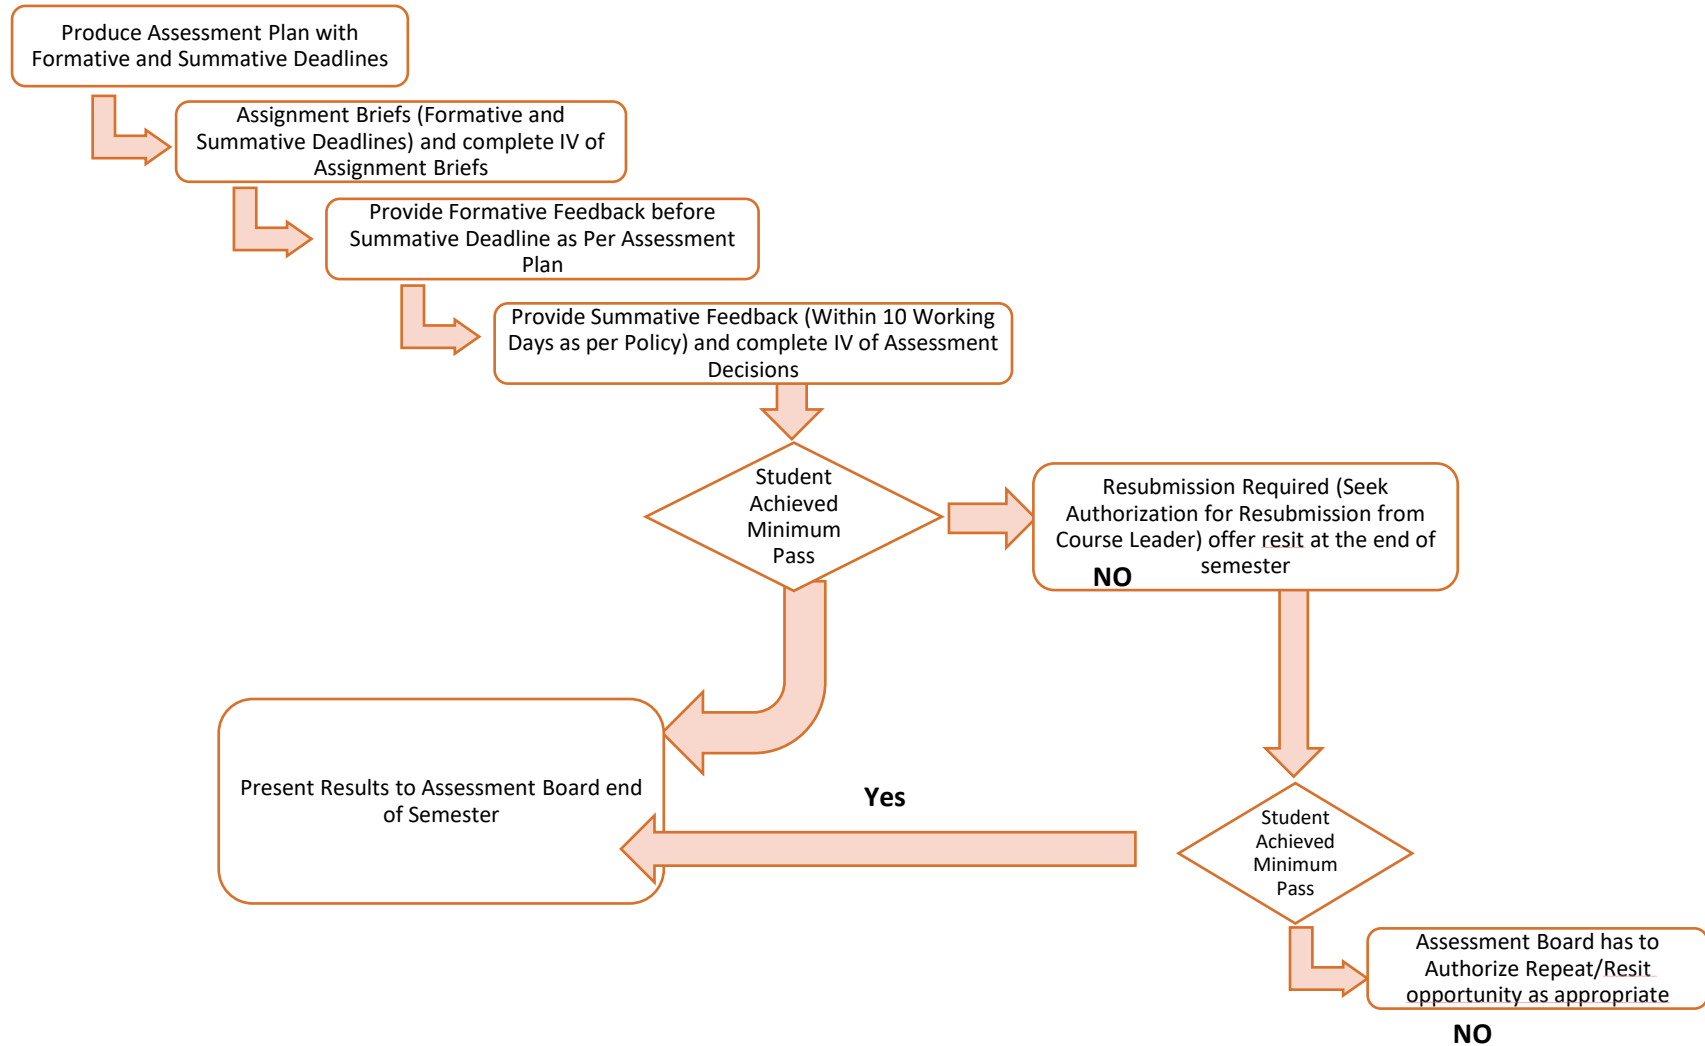 Produce Assessment Plan with
Formative and Summative Deadlines
Assignment Briefs (Formative and
Summative Deadlines) and complete IV of
Assignment Briefs
Provide Formative Feedback before
Summative Deadline as Per Assessment
Plan
Provide Summative Feedback (Within 10 Working
Days as per Policy) and complete IV of Assessment
Decisions
Student
Achieved
Minimum
Pass
Resubmission Required (Seek
Authorization for Resubmission from
Course Leader) offer resit at the end of
semester
NO
Present Results to Assessment Board end
of Semester
Yes
Student
Achieved
Minimum
Pass
Assessment Board has to
Authorize Repeat/Resit
opportunity as appropriate
NO